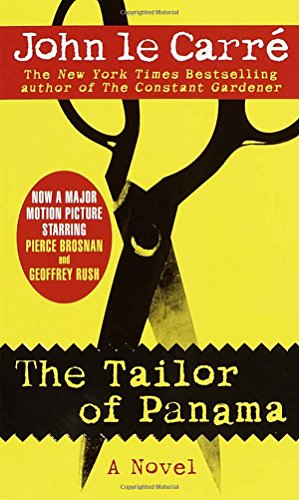 John le Carré
The New York Times Bestselling
author of The Constant Gardener
NOW A MAJOR
MOTION PICTURE
STARRING
PIERCE BROSNAN
and
GEOFFREY RUSH
The Tailor
of Panama
A Novel